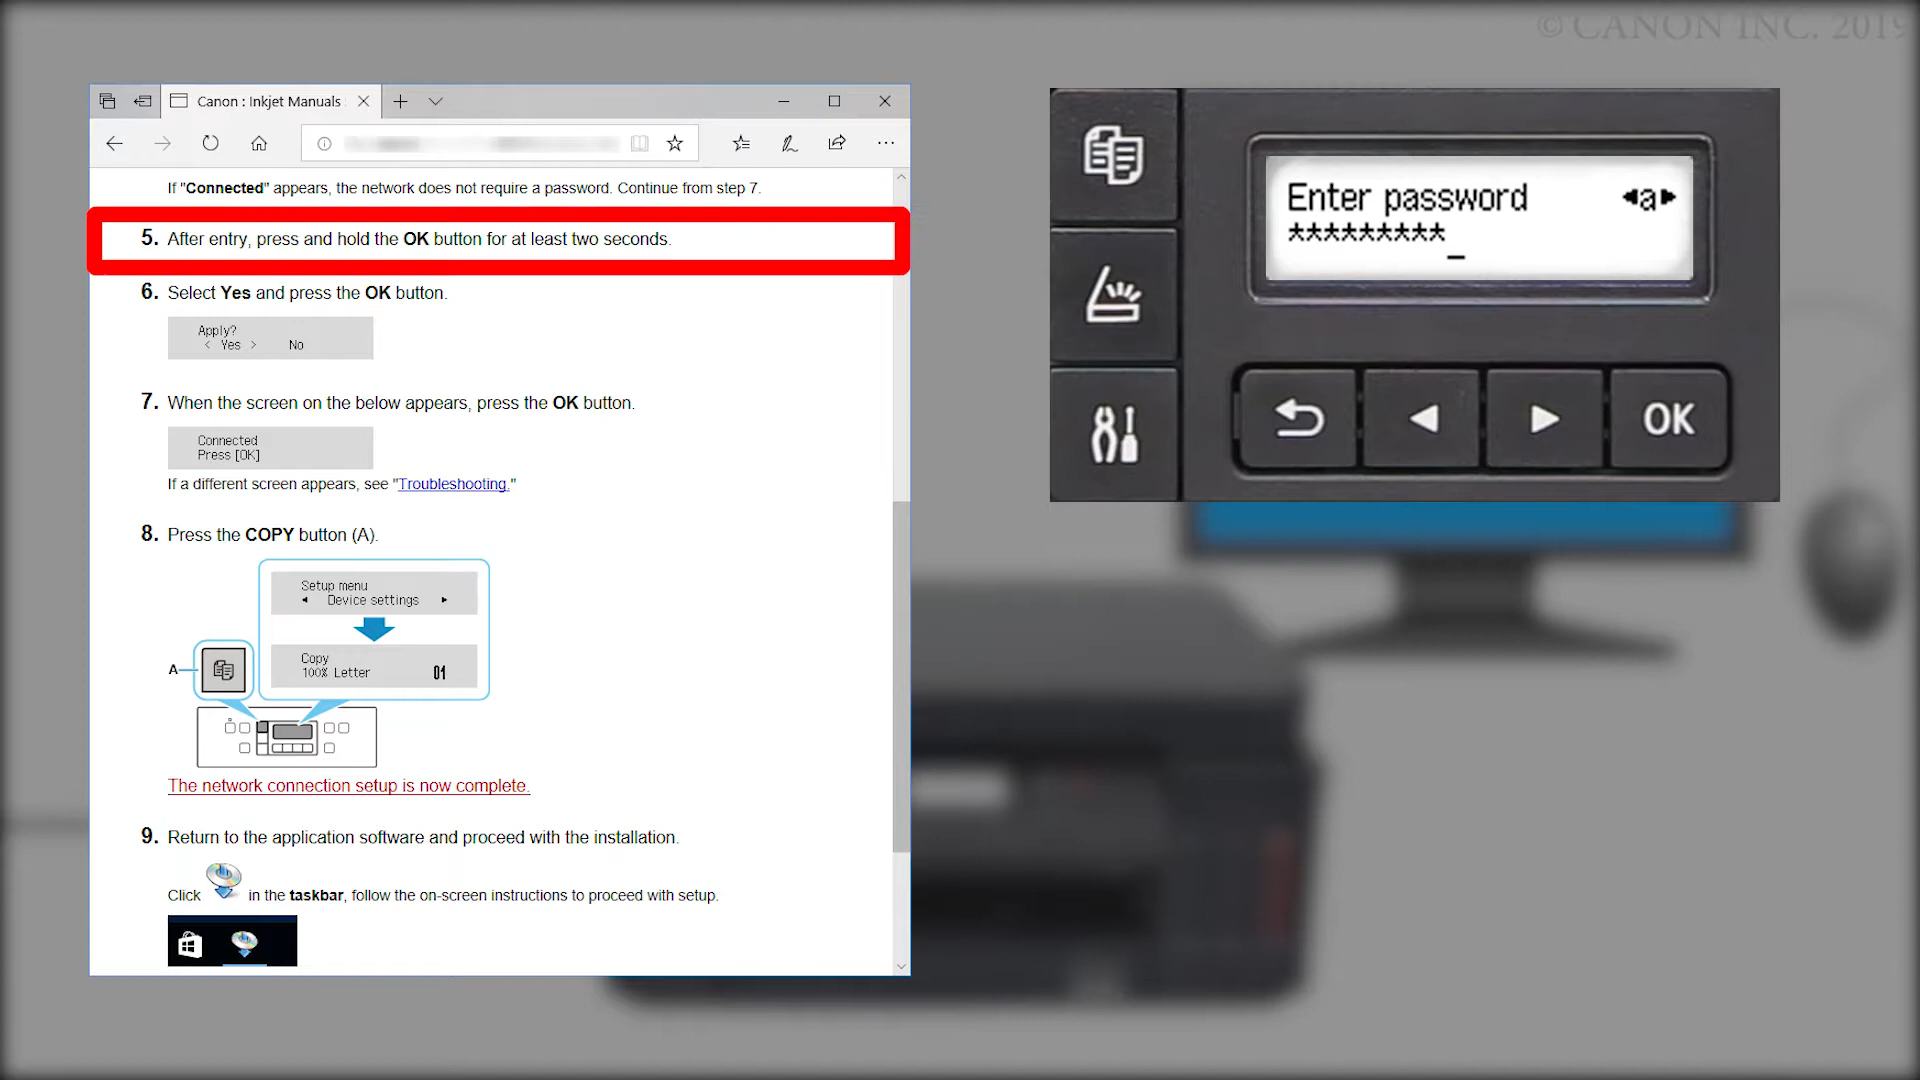 © CANON INC. 2019
Canon : Inkjet Manuals
If "Connected" appears, the network does not require a password. Continue from step 7.
5. After entry, press and hold the OK button for at least two seconds.
6. Select Yes and press the OK button.
Apply?
< Yes > No
7. When the screen on the below appears, press the OK button.
Connected
Press [OK]
If a different screen appears, see "Troubleshooting."
8. Press the COPY button (A).
Setup menu
◀ Device settings ▶
Copy
100% Letter 01
A
The network connection setup is now complete.
9. Return to the application software and proceed with the installation.
Click in the taskbar, follow the on-screen instructions to proceed with setup.
Enter password ◀a▶
*********_
OK